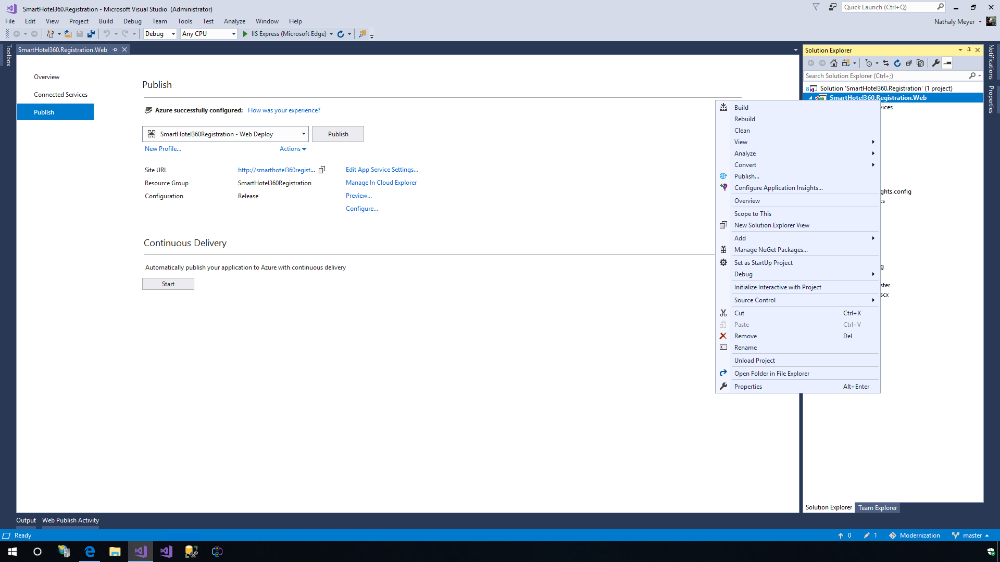 SmartHotel360.Registration - Microsoft Visual Studio (Administrator)
Quick Launch (Ctrl+Q)
File Edit View Project Build Debug Team Tools Test Analyze Window Help
Nathaly Meyer
Debug Any CPU IIS Express (Microsoft Edge)
Toolbox
SmartHotel360.Registration.Web
Overview
Connected Services
Publish
Publish
Azure successfully configured: How was your experience?
SmartHotel360Registration - Web Deploy Publish
New Profile... Actions
Site URL http://smarthotel360regist... Edit App Service Settings...
Resource Group SmartHotel360Registration Manage In Cloud Explorer
Configuration Release Preview...
Configure...
Continuous Delivery
Automatically publish your application to Azure with continuous delivery
Start
Solution Explorer
Search Solution Explorer (Ctrl+;)
Solution 'SmartHotel360.Registration' (1 project)
SmartHotel360.Registration.Web
vices
ghts.config
cs
g
ster
scx
Build
Rebuild
Clean
View
Analyze
Convert
Publish...
Configure Application Insights...
Overview
Scope to This
New Solution Explorer View
Add
Manage NuGet Packages...
Set as StartUp Project
Debug
Initialize Interactive with Project
Source Control
Cut Ctrl+X
Paste Ctrl+V
Remove Del
Rename
Unload Project
Open Folder in File Explorer
Properties Alt+Enter
Solution Explorer Team Explorer
Notifications
Properties
Output Web Publish Activity
Ready 0 1 Modernization master